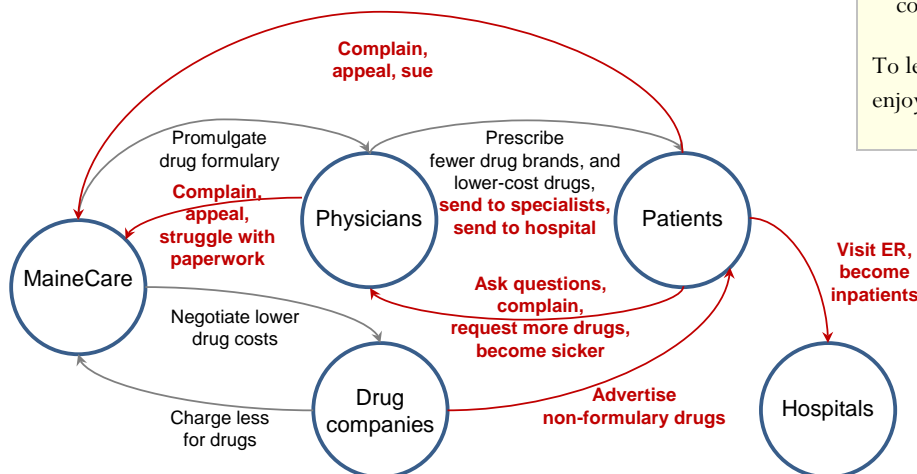 co
To le
enjoy
Complain,
appeal, sue
Promulgate
drug formulary
Prescribe
fewer drug brands, and
lower-cost drugs,
send to specialists,
send to hospital
Complain,
appeal,
struggle with
paperwork
Physicians
Patients
MaineCare
Visit ER,
become
inpatients
Ask questions,
complain,
request more drugs,
become sicker
Negotiate lower
drug costs
Drug
companies
Advertise
non-formulary drugs
Hospitals
Charge less
for drugs